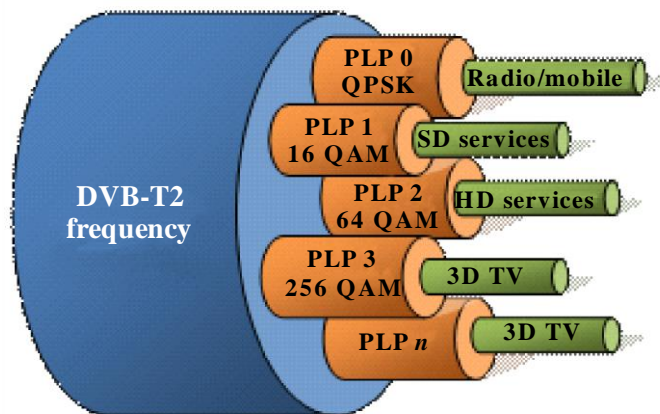 DVB-T2
frequency
PLP 0
QPSK
Radio/mobile
PLP 1
16 QAM
SD services
PLP 2
64 QAM
HD services
PLP 3
256 QAM
3D TV
PLP n
3D TV